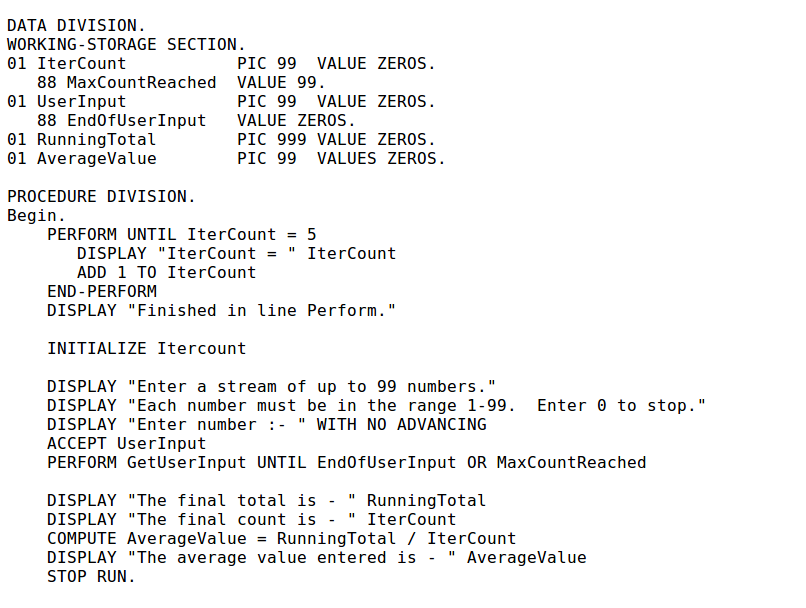 DATA DIVISION.
WORKING-STORAGE SECTION.
01 IterCount           PIC 99  VALUE ZEROS.
   88 MaxCountReached  VALUE 99.
01 UserInput           PIC 99  VALUE ZEROS.
   88 EndOfUserInput   VALUE ZEROS.
01 RunningTotal        PIC 999 VALUE ZEROS.
01 AverageValue        PIC 99  VALUES ZEROS.

PROCEDURE DIVISION.
Begin.
    PERFORM UNTIL IterCount = 5
       DISPLAY "IterCount = " IterCount
       ADD 1 TO IterCount
    END-PERFORM
    DISPLAY "Finished in line Perform."

    INITIALIZE Itercount

    DISPLAY "Enter a stream of up to 99 numbers."
    DISPLAY "Each number must be in the range 1-99.  Enter 0 to stop."
    DISPLAY "Enter number :- " WITH NO ADVANCING
    ACCEPT UserInput
    PERFORM GetUserInput UNTIL EndOfUserInput OR MaxCountReached

    DISPLAY "The final total is - " RunningTotal
    DISPLAY "The final count is - " IterCount
    COMPUTE AverageValue = RunningTotal / IterCount
    DISPLAY "The average value entered is - " AverageValue
    STOP RUN.